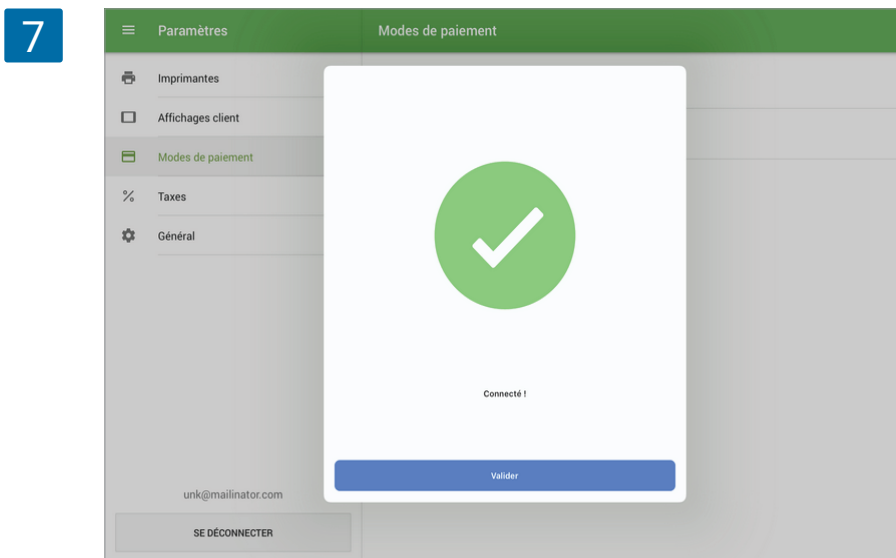 7
Paramètres
Modes de paiement
Imprimantes
Affichages client
Modes de paiement
% Taxes
Général
Connecté !
Valider
unk@mailinator.com
SE DÉCONNECTER